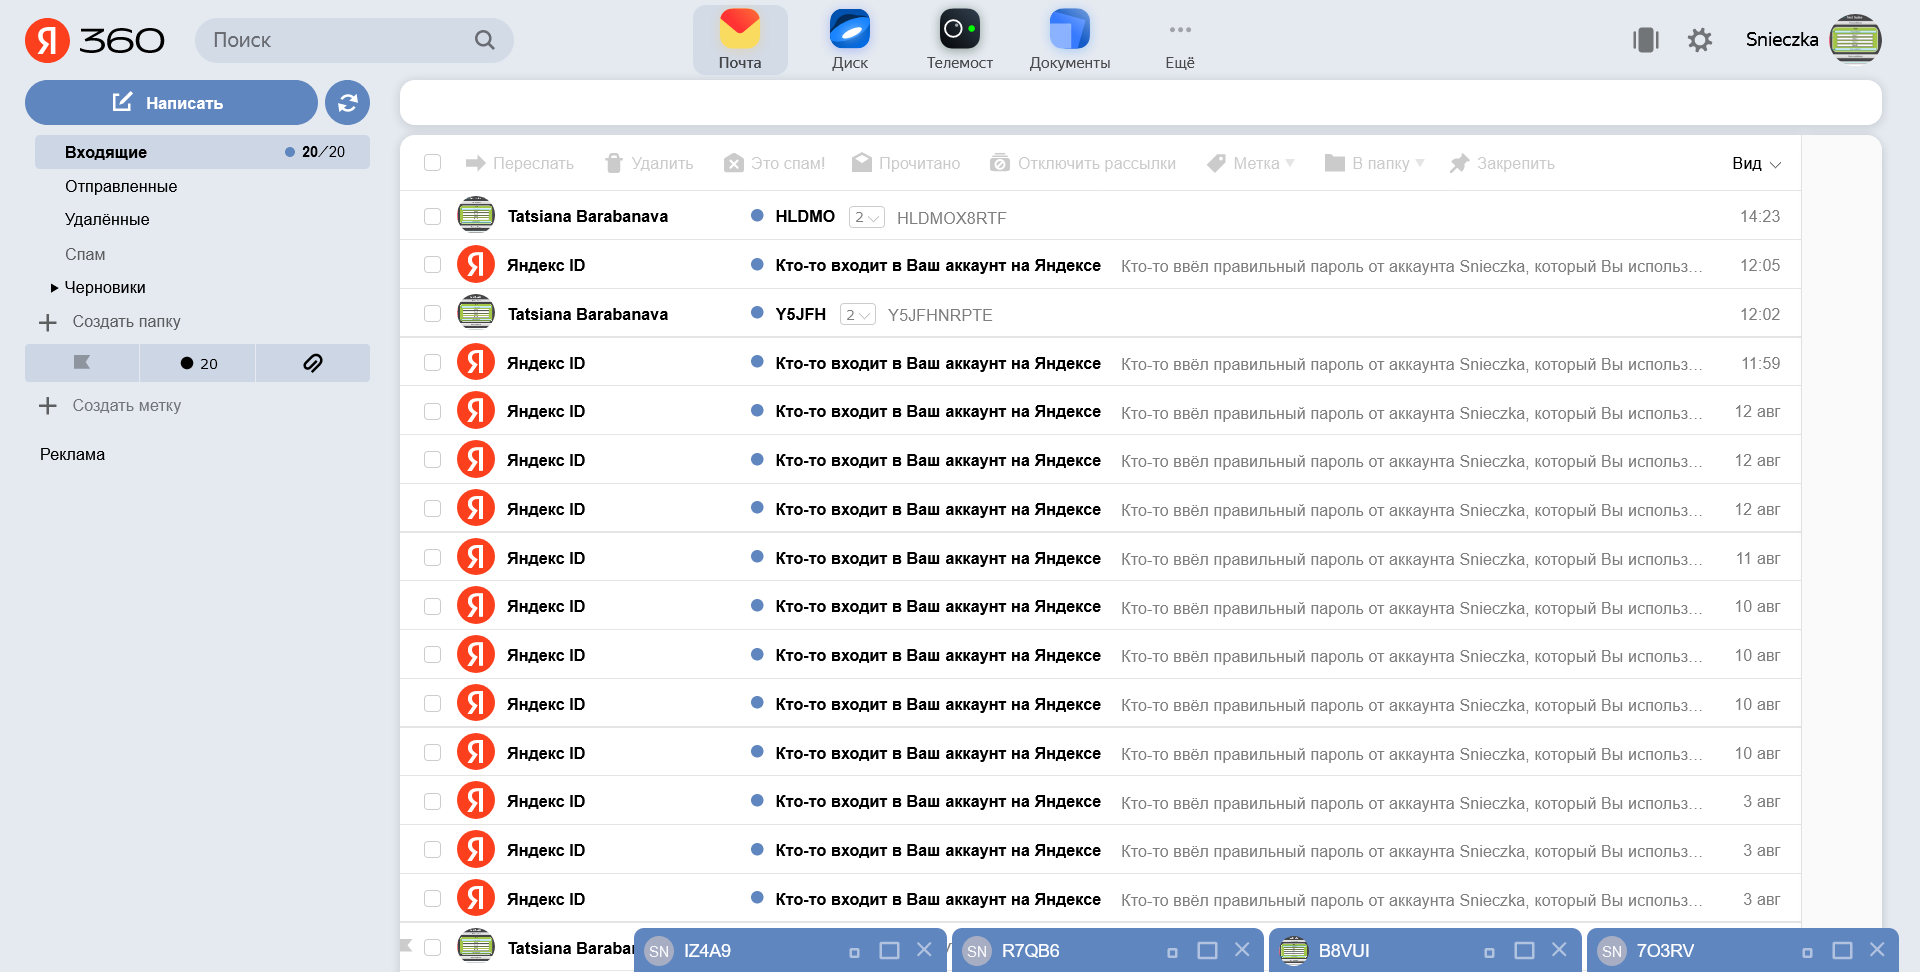 Я 360 Поиск Почта Диск Телемост Документы Ещё Snieczka
Написать
Входящие 20/20
Отправленные
Удалённые
Спам
Черновики
Создать папку
20
Создать метку
Реклама
Переслать Удалить Это спам! Прочитано Отключить рассылки Метка В папку Закрепить Вид
Tatsiana Barabanava HLDMO 2 HLDMOX8RTF 14:23
Я Яндекс ID Кто-то входит в Ваш аккаунт на Яндексе Кто-то ввёл правильный пароль от аккаунта Snieczka, который Вы использ... 12:05
Tatsiana Barabanava Y5JFH 2 Y5JFHNRPTE 12:02
Я Яндекс ID Кто-то входит в Ваш аккаунт на Яндексе Кто-то ввёл правильный пароль от аккаунта Snieczka, который Вы использ... 11:59
Я Яндекс ID Кто-то входит в Ваш аккаунт на Яндексе Кто-то ввёл правильный пароль от аккаунта Snieczka, который Вы использ... 12 авг
Я Яндекс ID Кто-то входит в Ваш аккаунт на Яндексе Кто-то ввёл правильный пароль от аккаунта Snieczka, который Вы использ... 12 авг
Я Яндекс ID Кто-то входит в Ваш аккаунт на Яндексе Кто-то ввёл правильный пароль от аккаунта Snieczka, который Вы использ... 12 авг
Я Яндекс ID Кто-то входит в Ваш аккаунт на Яндексе Кто-то ввёл правильный пароль от аккаунта Snieczka, который Вы использ... 11 авг
Я Яндекс ID Кто-то входит в Ваш аккаунт на Яндексе Кто-то ввёл правильный пароль от аккаунта Snieczka, который Вы использ... 10 авг
Я Яндекс ID Кто-то входит в Ваш аккаунт на Яндексе Кто-то ввёл правильный пароль от аккаунта Snieczka, который Вы использ... 10 авг
Я Яндекс ID Кто-то входит в Ваш аккаунт на Яндексе Кто-то ввёл правильный пароль от аккаунта Snieczka, который Вы использ... 10 авг
Я Яндекс ID Кто-то входит в Ваш аккаунт на Яндексе Кто-то ввёл правильный пароль от аккаунта Snieczka, который Вы использ... 10 авг
Я Яндекс ID Кто-то входит в Ваш аккаунт на Яндексе Кто-то ввёл правильный пароль от аккаунта Snieczka, который Вы использ... 3 авг
Я Яндекс ID Кто-то входит в Ваш аккаунт на Яндексе Кто-то ввёл правильный пароль от аккаунта Snieczka, который Вы использ... 3 авг
Я Яндекс ID Кто-то входит в Ваш аккаунт на Яндексе Кто-то ввёл правильный пароль от аккаунта Snieczka, который Вы использ... 3 авг
Tatsiana Baraba
SN IZ4A9 SN R7QB6 B8VUI SN 7O3RV